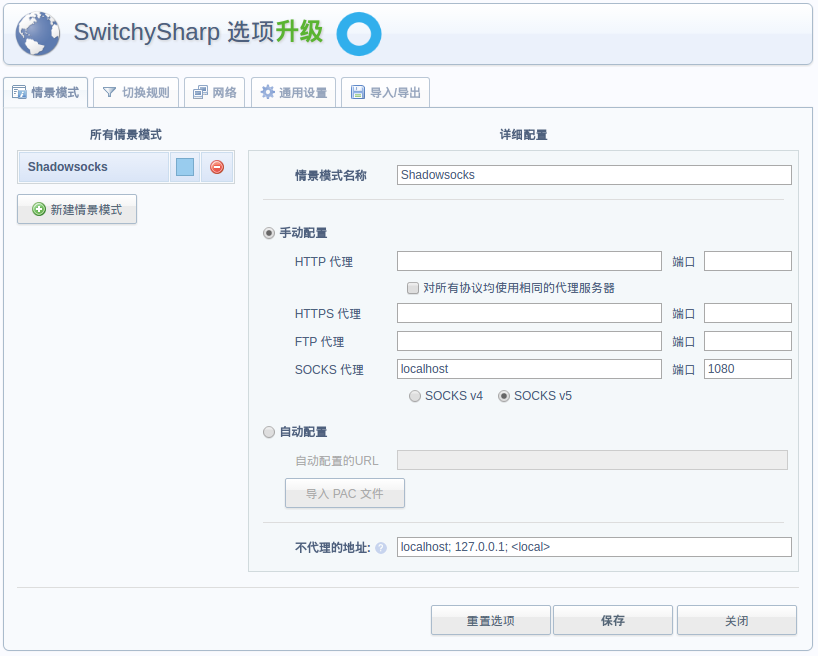 SwitchySharp 选项升级
情景模式 切换规则 网络 通用设置 导入/导出
所有情景模式
详细配置
Shadowsocks
新建情景模式
情景模式名称 Shadowsocks
手动配置
HTTP 代理 端口
对所有协议均使用相同的代理服务器
HTTPS 代理 端口
FTP 代理 端口
SOCKS 代理 localhost 端口 1080
SOCKS v4 SOCKS v5
自动配置
自动配置的URL
导入 PAC 文件
不代理的地址: ? localhost; 127.0.0.1; <local>
重置选项 保存 关闭